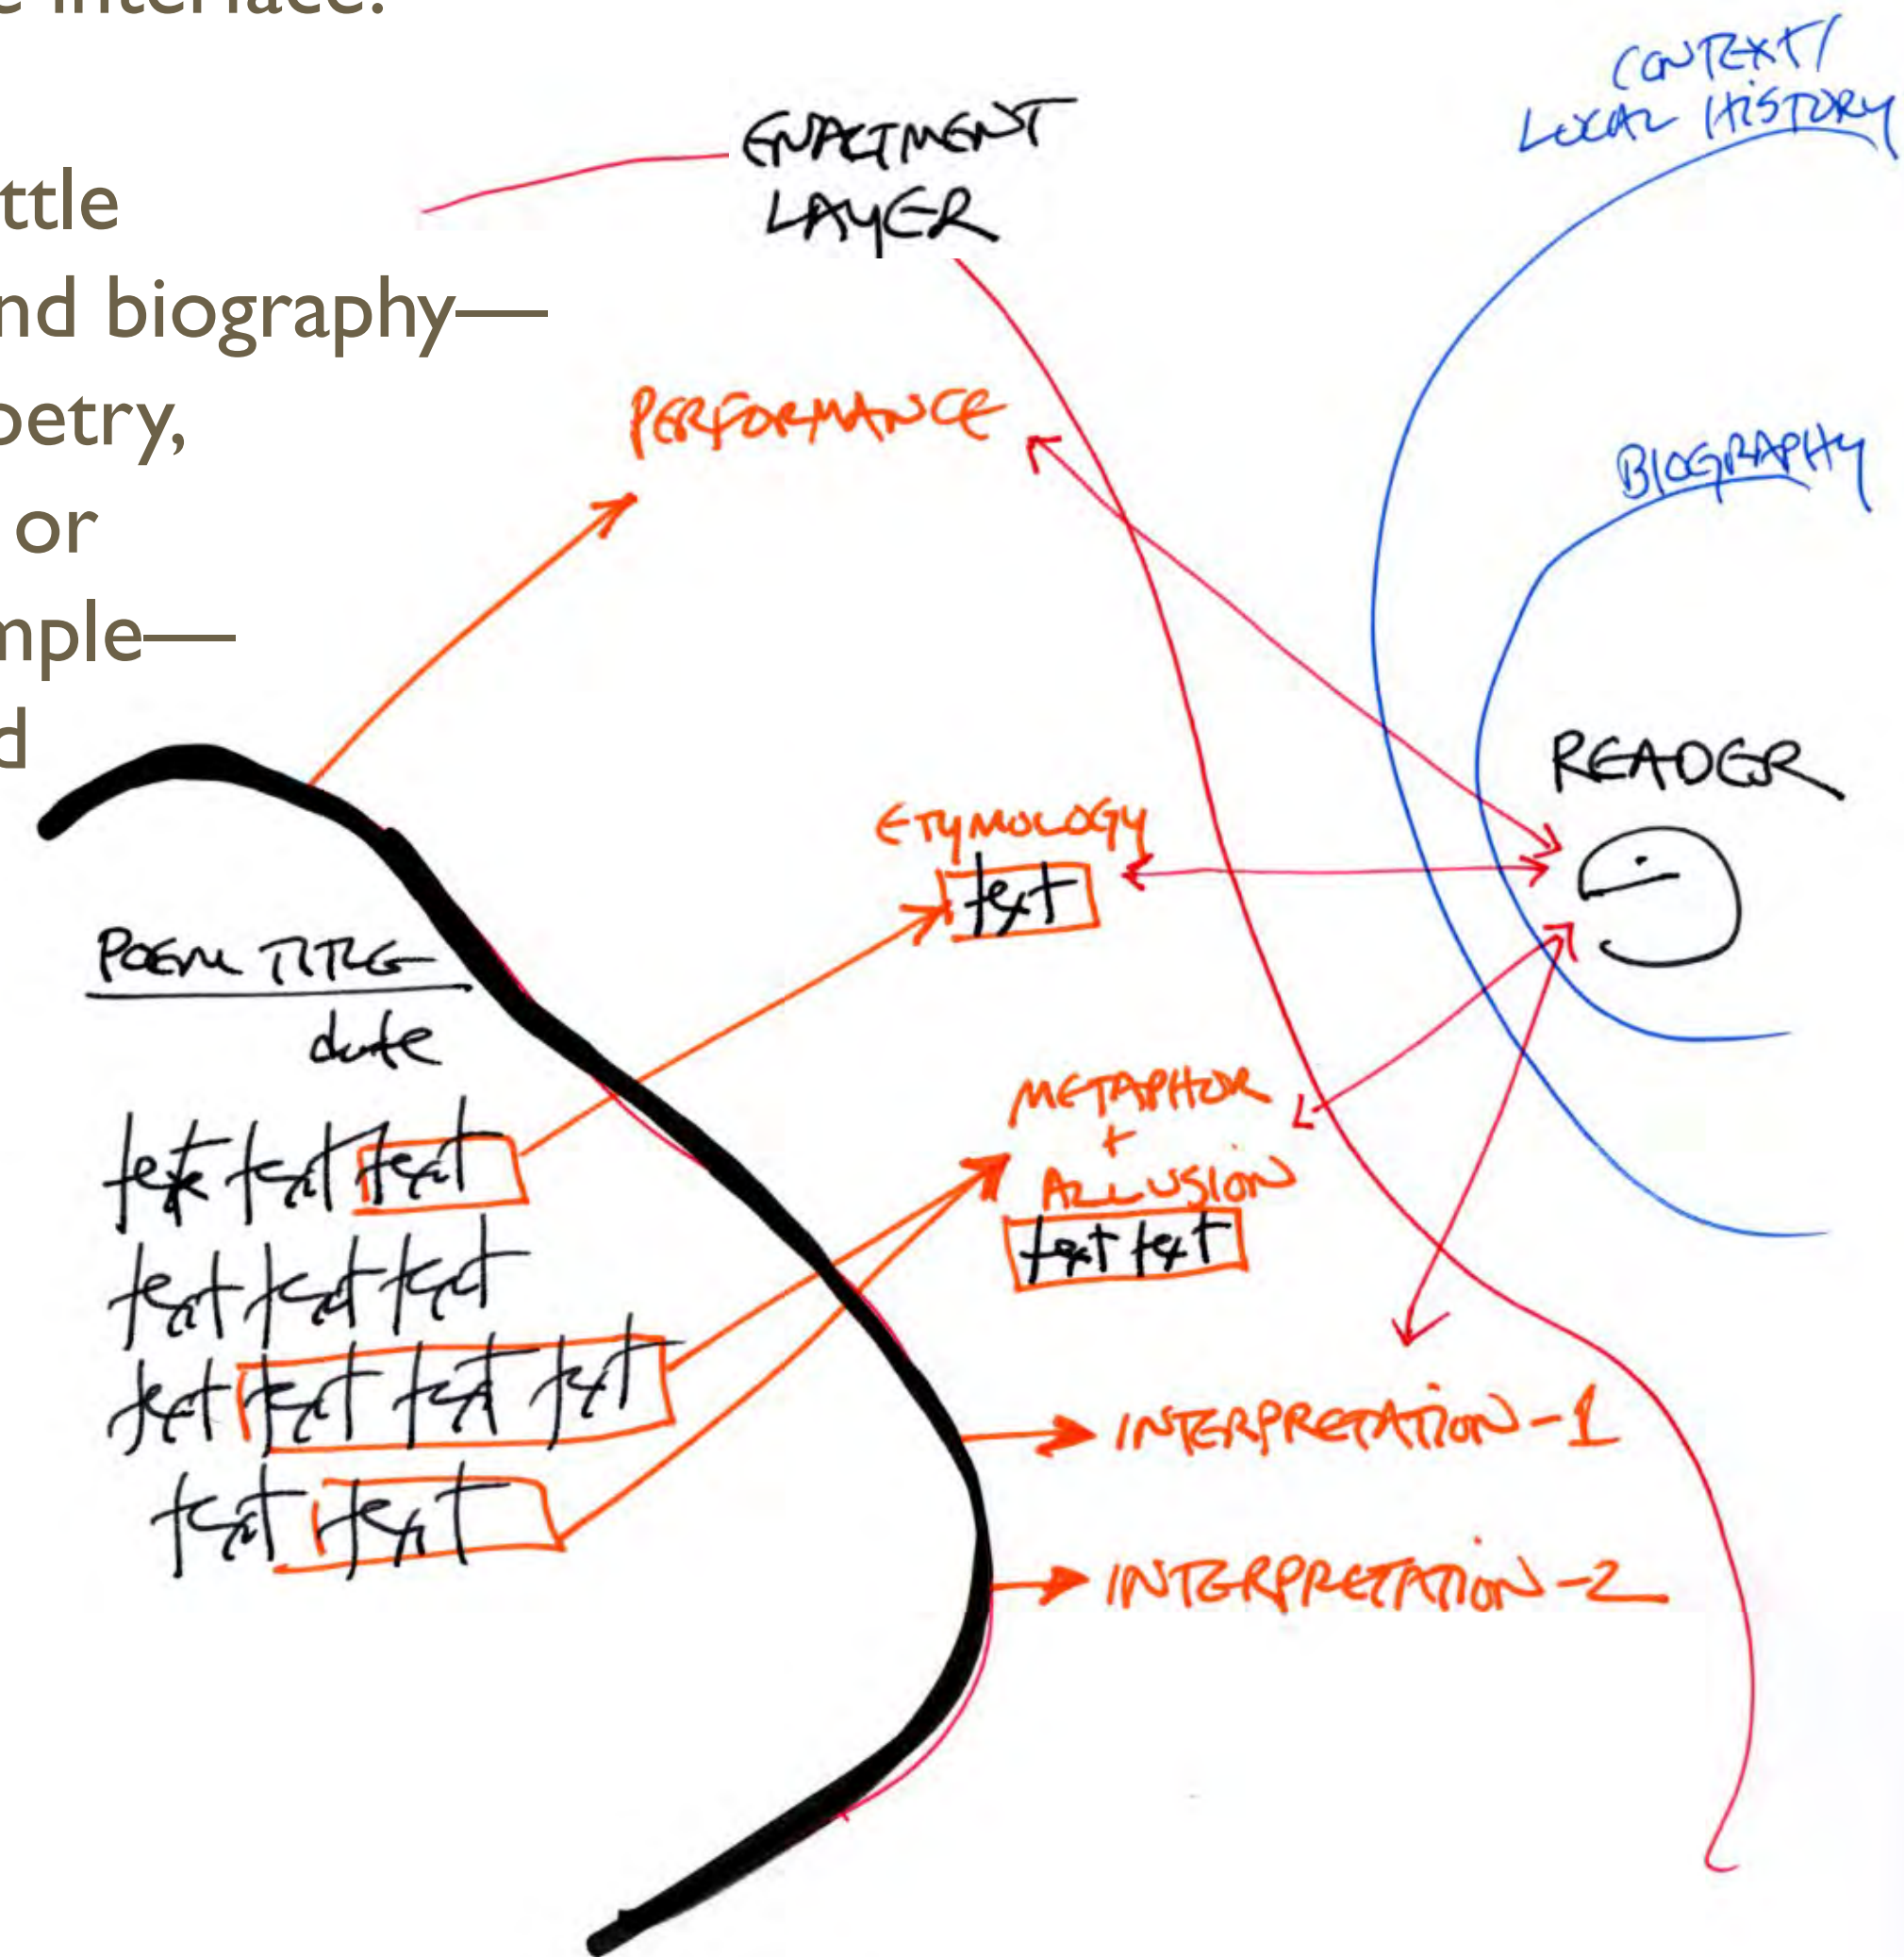 e interface.
ttle
nd biography—
oetry,
or
mple—
d
ENACTMENT
LAYER
CONTEXT/
LOCAL HISTORY
PERFORMANCE
BIOGRAPHY
READER
ETYMOLOGY
text
POEM TITLE
date
text text text
text text text
text text text text
text text
METAPHOR
+
ALLUSION
text text
INTERPRETATION-1
INTERPRETATION-2